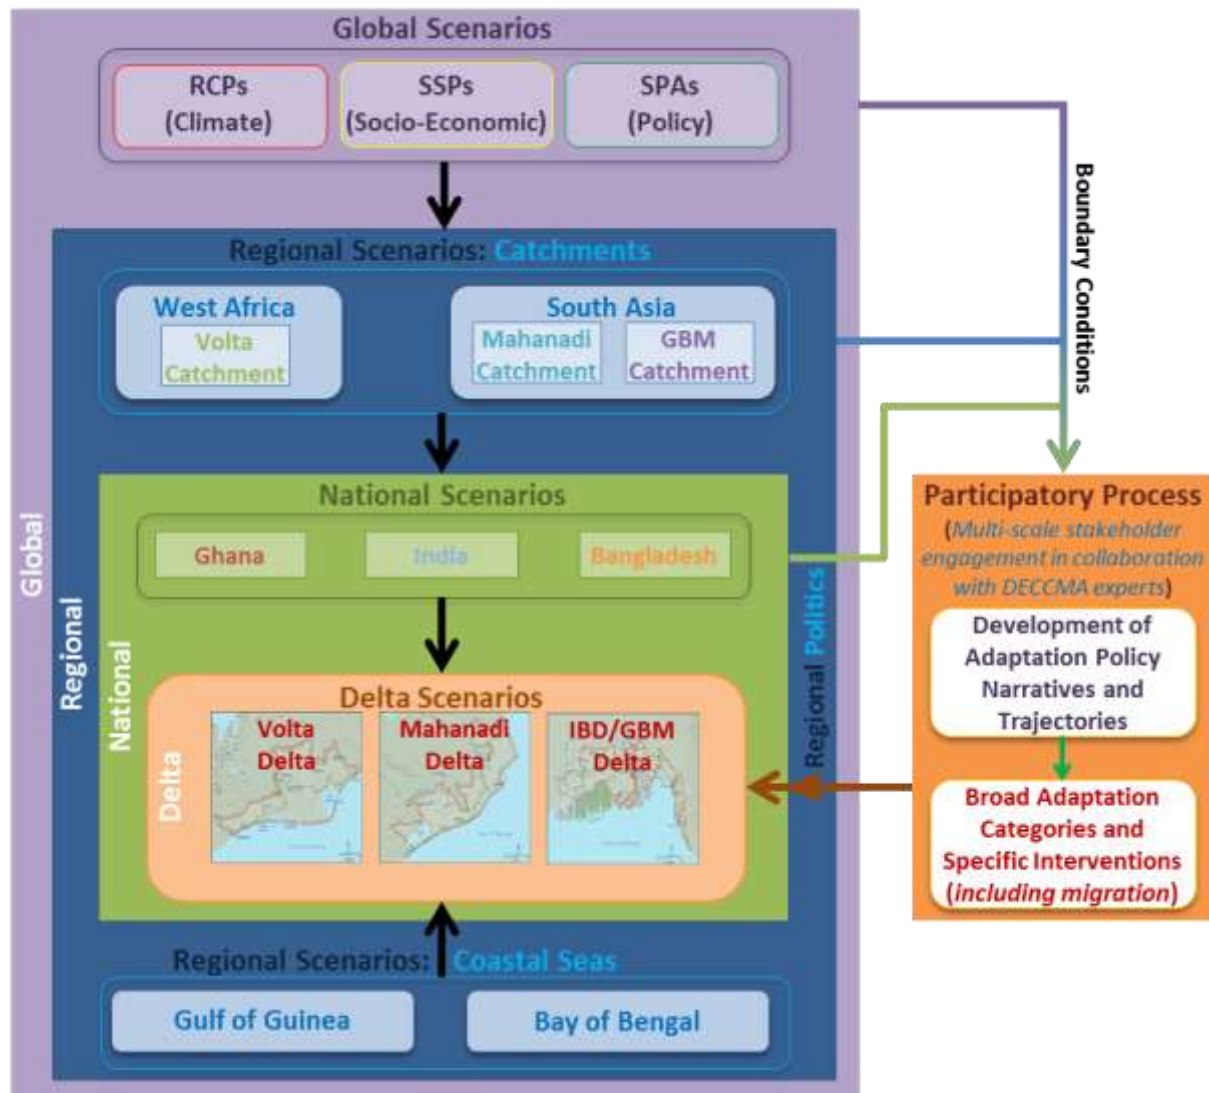 Global Scenarios
RCPs
(Climate)
SSPs
(Socio-Economic)
SPAs
(Policy)
Regional Scenarios: Catchments
West Africa
Volta
Catchment
South Asia
Mahanadi
Catchment
GBM
Catchment
National Scenarios
Ghana
India
Bangladesh
Delta Scenarios
Volta
Delta
Mahanadi
Delta
IBD/GBM
Delta
Regional Scenarios: Coastal Seas
Gulf of Guinea
Bay of Bengal
Global
Regional
National
Delta
Regional Politics
Boundary Conditions
Participatory Process
(Multi-scale stakeholder
engagement in collaboration
with DECCMA experts)
Development of
Adaptation Policy
Narratives and
Trajectories
Broad Adaptation
Categories and
Specific Interventions
(including migration)